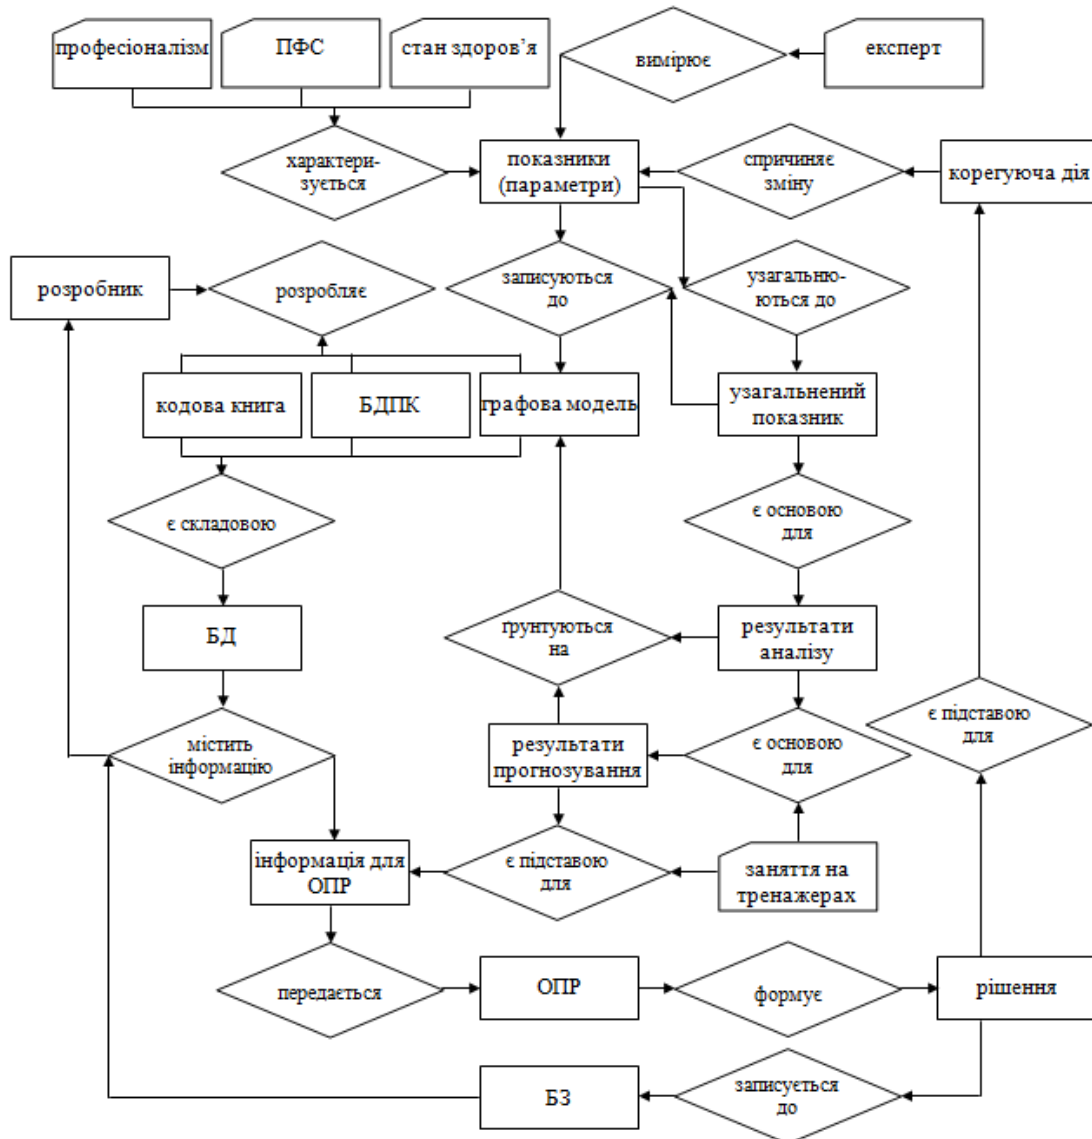 професіоналізм
ПФС
стан здоров’я
вимірює
експерт
характери-
зується
показники
(параметри)
спричиняє
зміну
корегуюча дія
розробник
розробляє
записуються
до
узагальню-
ються до
кодова книга
БДПК
графова модель
узагальнений
показник
є складовою
є основою
для
БД
ґрунтуються
на
результати
аналізу
містить
інформацію
результати
прогнозування
є основою
для
є підставою
для
інформація для
ОПР
є підставою
для
заняття на
тренажерах
передається
ОПР
формує
рішення
БЗ
записується
до